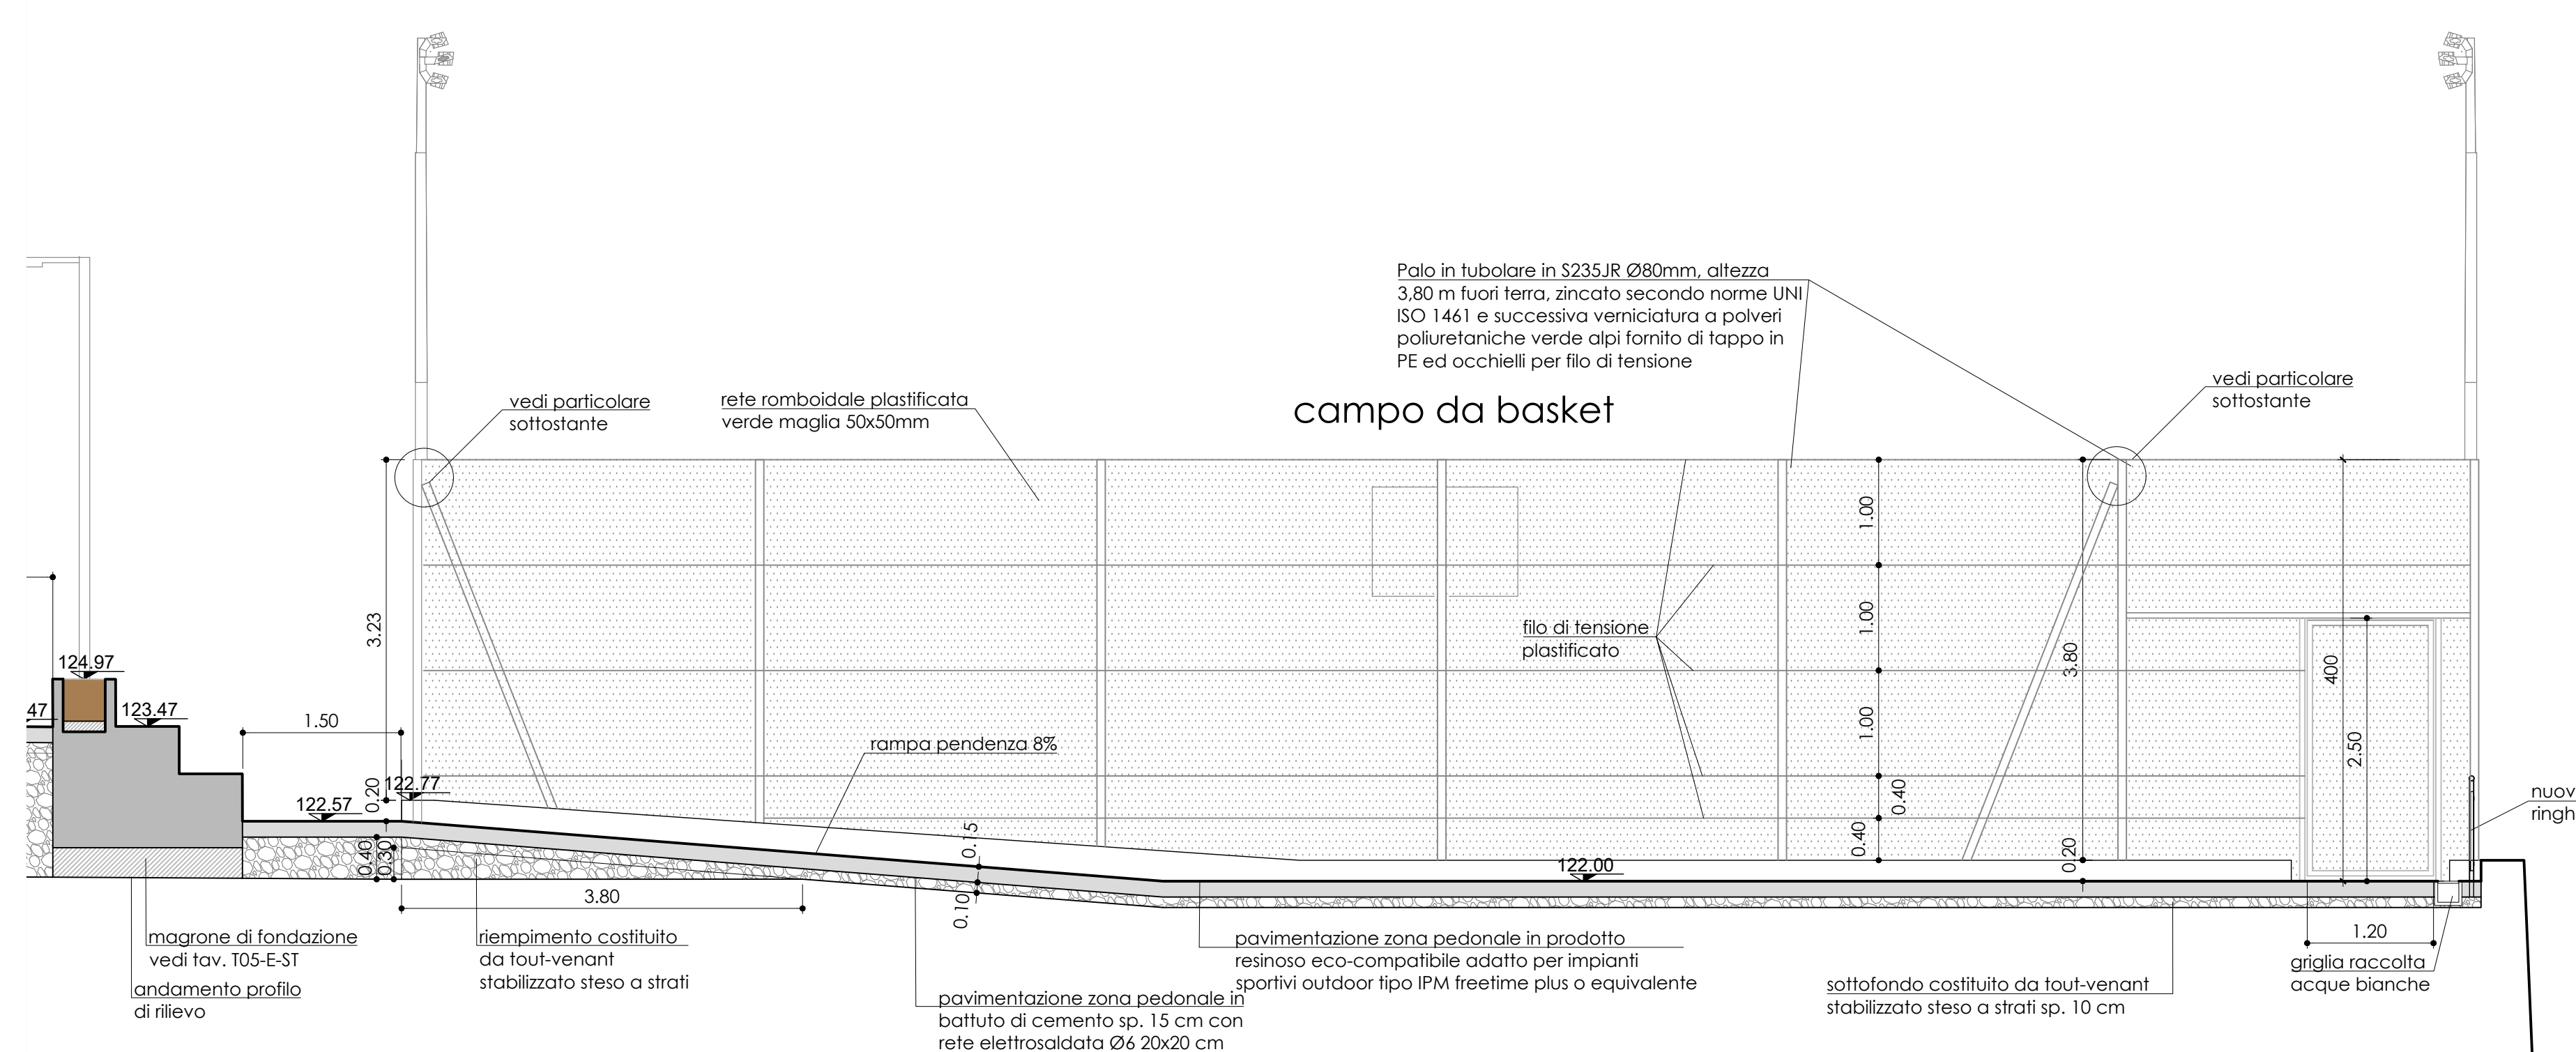 Palo in tubolare in S235JR Ø80mm, altezza
3,80 m fuori terra, zincato secondo norme UNI
ISO 1461 e successiva verniciatura a polveri
poliuretaniche verde alpi fornito di tappo in
PE ed occhielli per filo di tensione
vedi particolare
sottostante
rete romboidale plastificata
verde maglia 50x50mm
campo da basket
vedi particolare
sottostante
1.00
3.23
1.00
filo di tensione
plastificato
3.80
400
124.97
47
123.47
1.50
1.00
2.50
rampa pendenza 8%
0.20
122.77
122.57
0.40
nuov
ringh
0.40
0.30
0.15
0.40
0.20
122.00
3.80
0.10
1.20
magrone di fondazione
vedi tav. T05-E-ST
andamento profilo
di rilievo
riempimento costituito
da tout-venant
stabilizzato steso a strati
pavimentazione zona pedonale in
battuto di cemento sp. 15 cm con
rete elettrosaldata Ø6 20x20 cm
pavimentazione zona pedonale in prodotto
resinoso eco-compatibile adatto per impianti
sportivi outdoor tipo IPM freetime plus o equivalente
sottofondo costituito da tout-venant
stabilizzato steso a strati sp. 10 cm
griglia raccolta
acque bianche